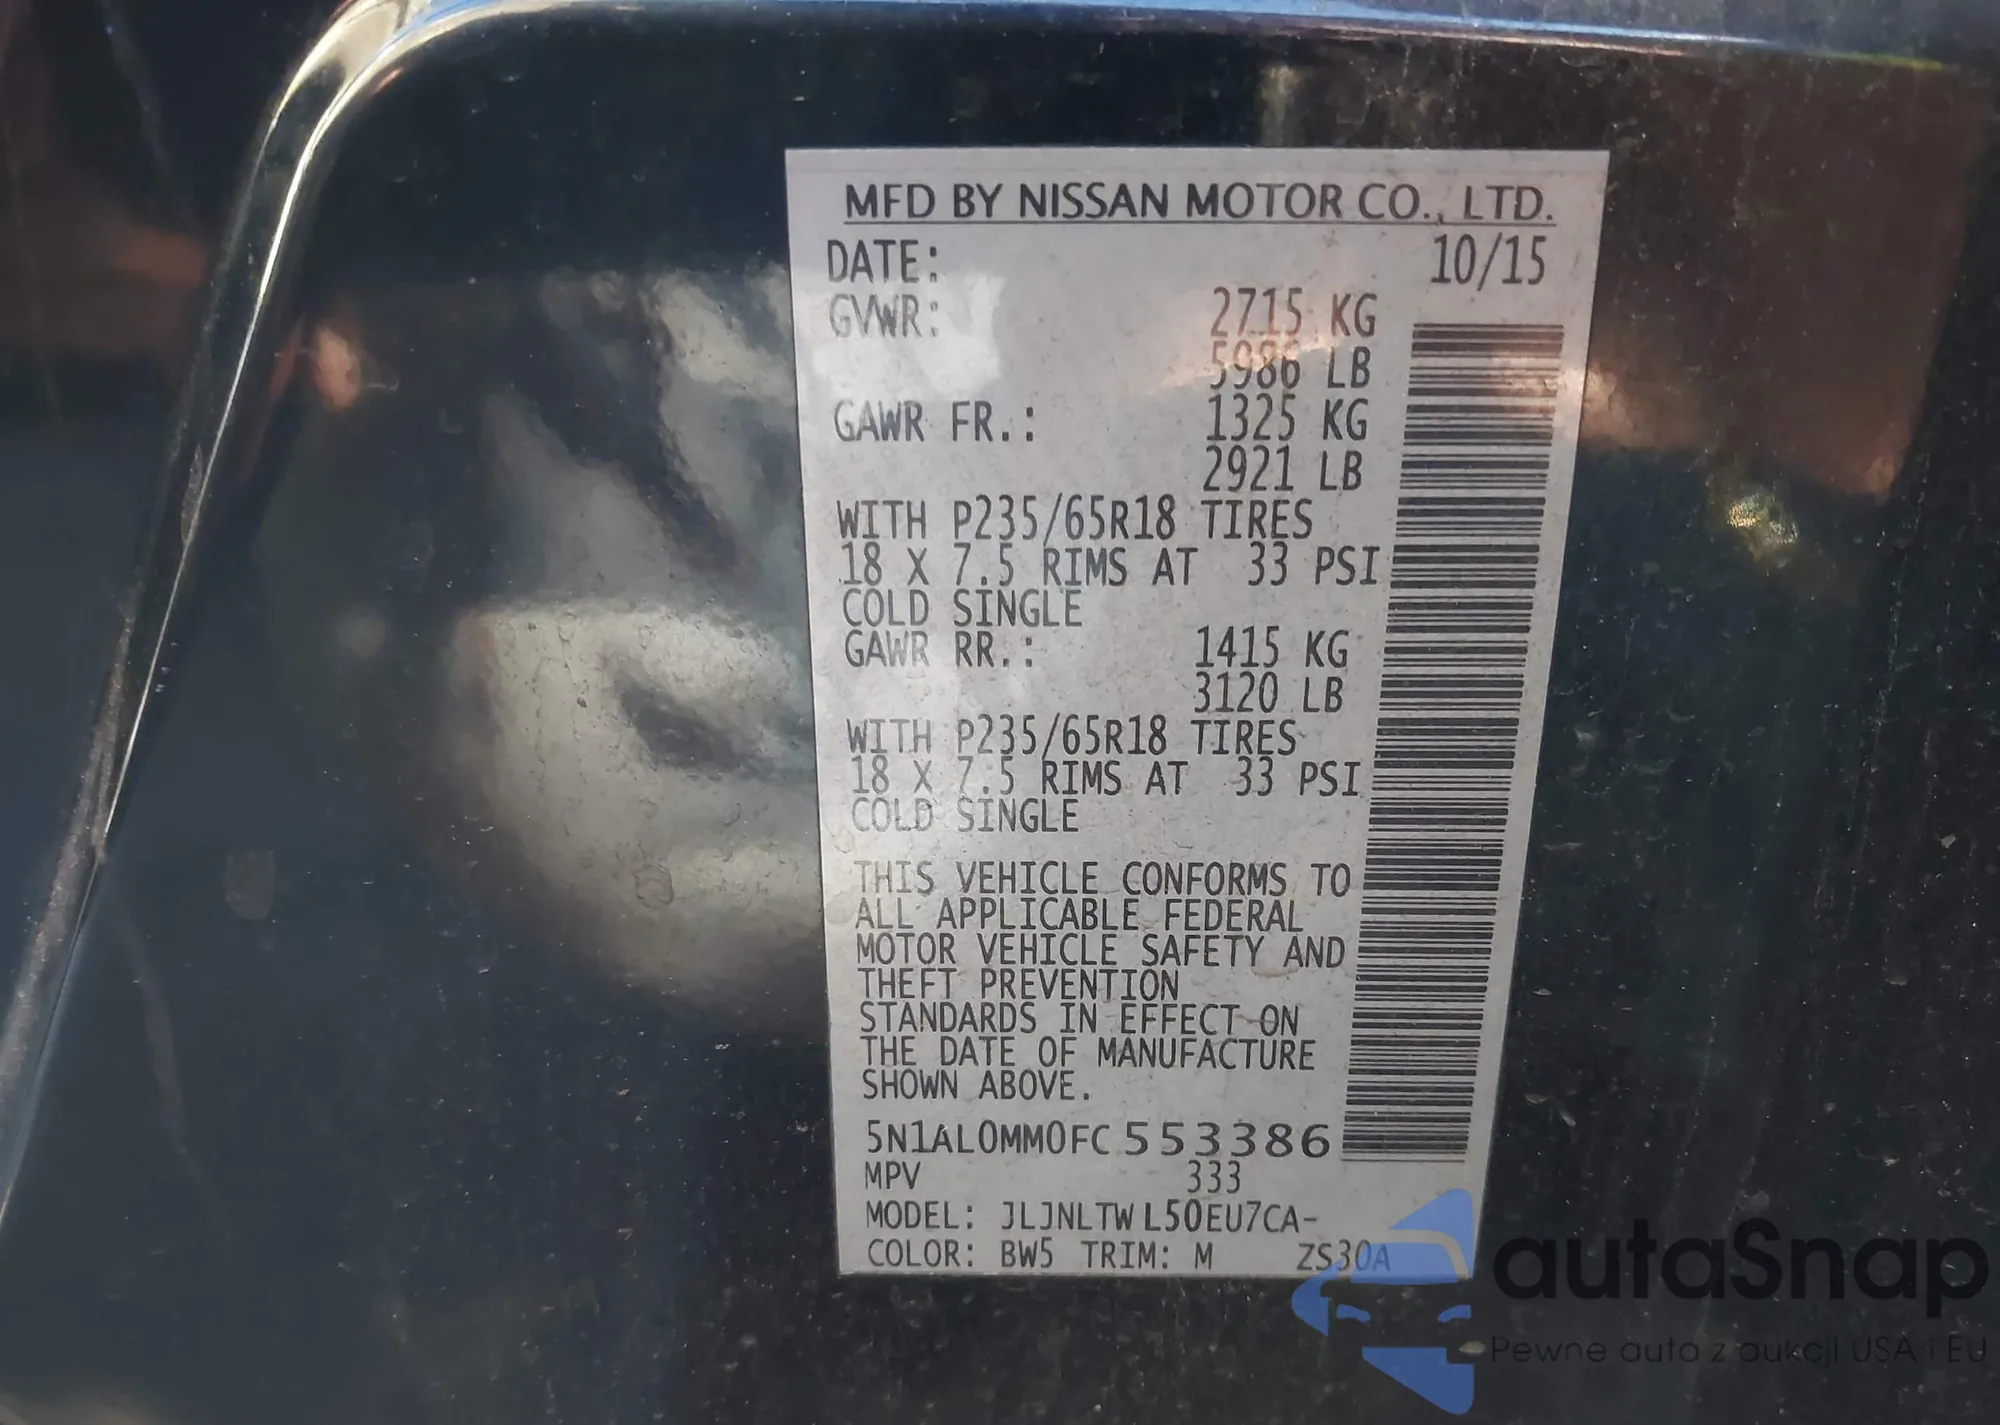 MFD BY NISSAN MOTOR CO., LTD.
DATE: 10/15
GVWR: 2715 KG
5986 LB
GAWR FR.: 1325 KG
2921 LB
WITH P235/65R18 TIRES
18 X 7.5 RIMS AT 33 PSI
COLD SINGLE
GAWR RR.: 1415 KG
3120 LB
WITH P235/65R18 TIRES
18 X 7.5 RIMS AT 33 PSI
COLD SINGLE
THIS VEHICLE CONFORMS TO
ALL APPLICABLE FEDERAL
MOTOR VEHICLE SAFETY AND
THEFT PREVENTION
STANDARDS IN EFFECT ON
THE DATE OF MANUFACTURE
SHOWN ABOVE.
5N1AL0MM0FC553386
MPV 333
MODEL: JLJNLTWL50EU7CA-
COLOR: BW5 TRIM: M ZS30A
autaSnap
Pewne auta z aukcji USA i EU